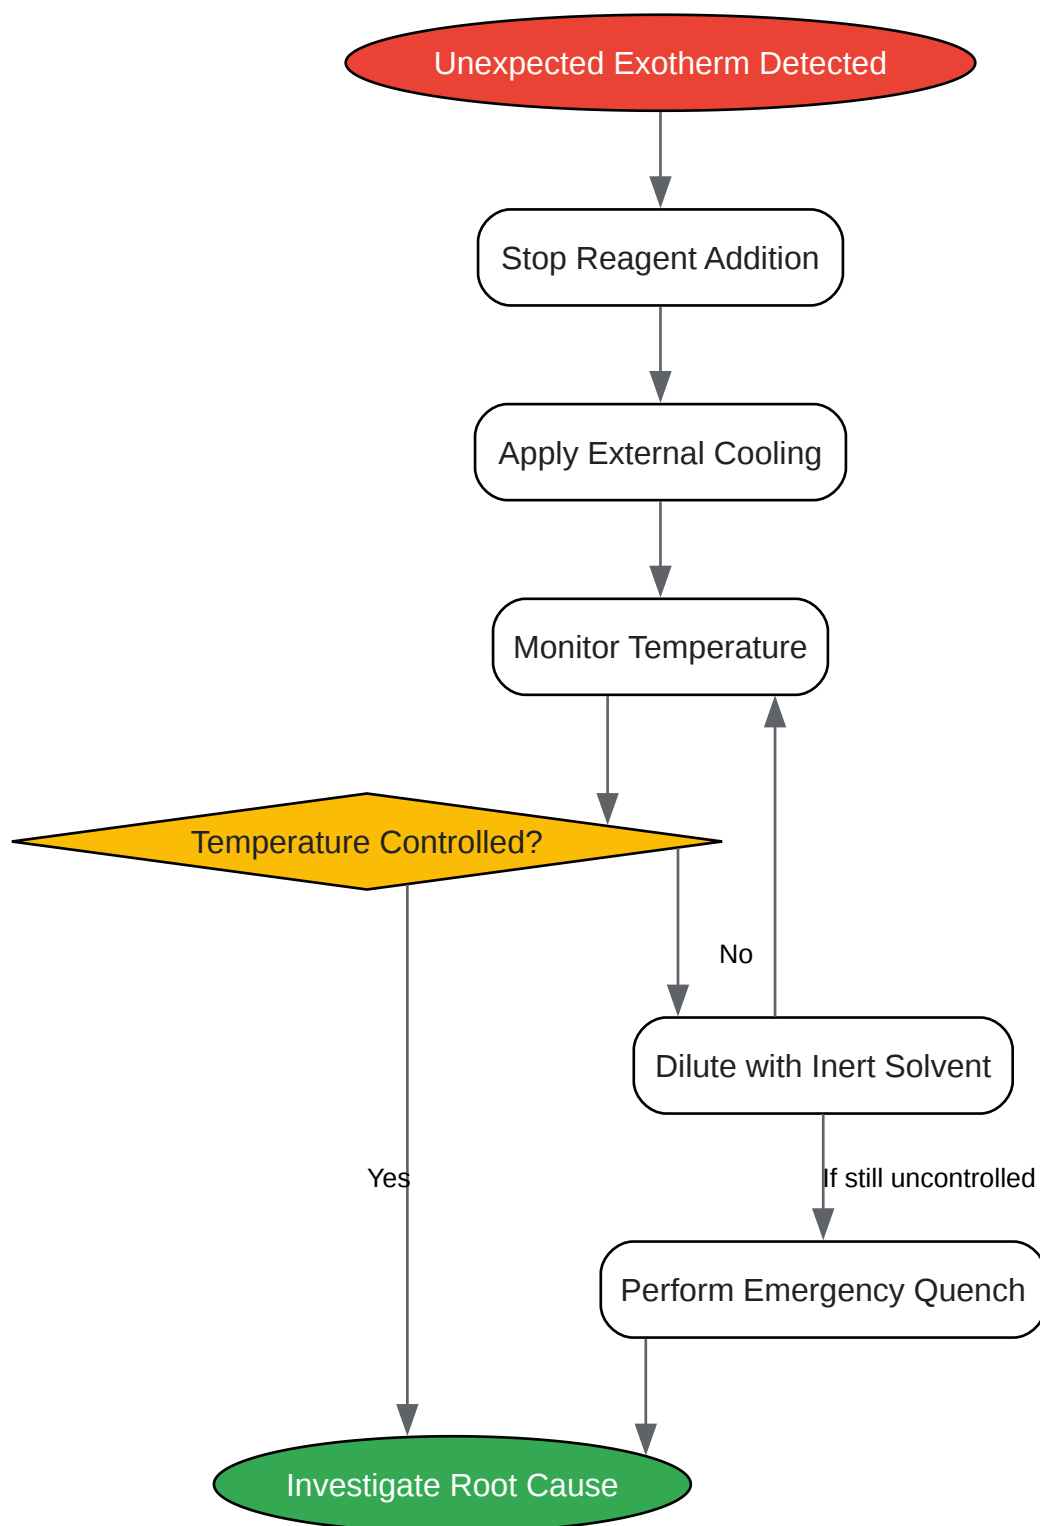 Unexpected Exotherm Detected
Stop Reagent Addition
Apply External Cooling
Monitor Temperature
Temperature Controlled?
No
Dilute with Inert Solvent
Yes
If still uncontrolled
Perform Emergency Quench
Investigate Root Cause